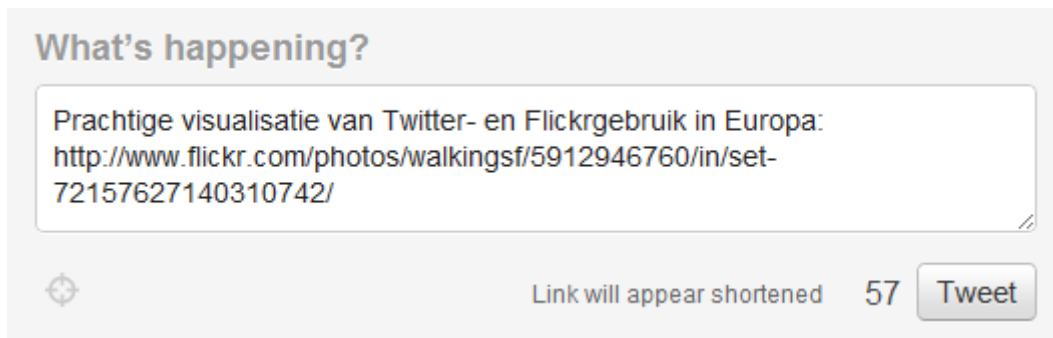 What's happening?
Prachtige visualisatie van Twitter- en Flickrgebruik in Europa:
http://www.flickr.com/photos/walkingsf/5912946760/in/set-
72157627140310742/
Link will appear shortened 57 Tweet